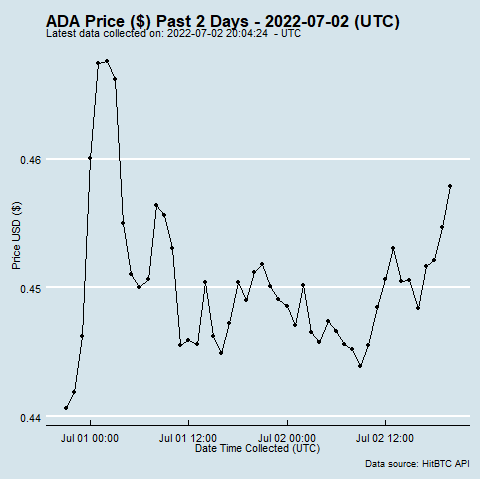 ADA Price ($) Past 2 Days - 2022-07-02 (UTC)
Latest data collected on: 2022-07-02 20:04:24 - UTC
Price USD ($)
0.46
0.45
0.44
Jul 01 00:00
Jul 01 12:00
Jul 02 00:00
Jul 02 12:00
Date Time Collected (UTC)
Data source: HitBTC API